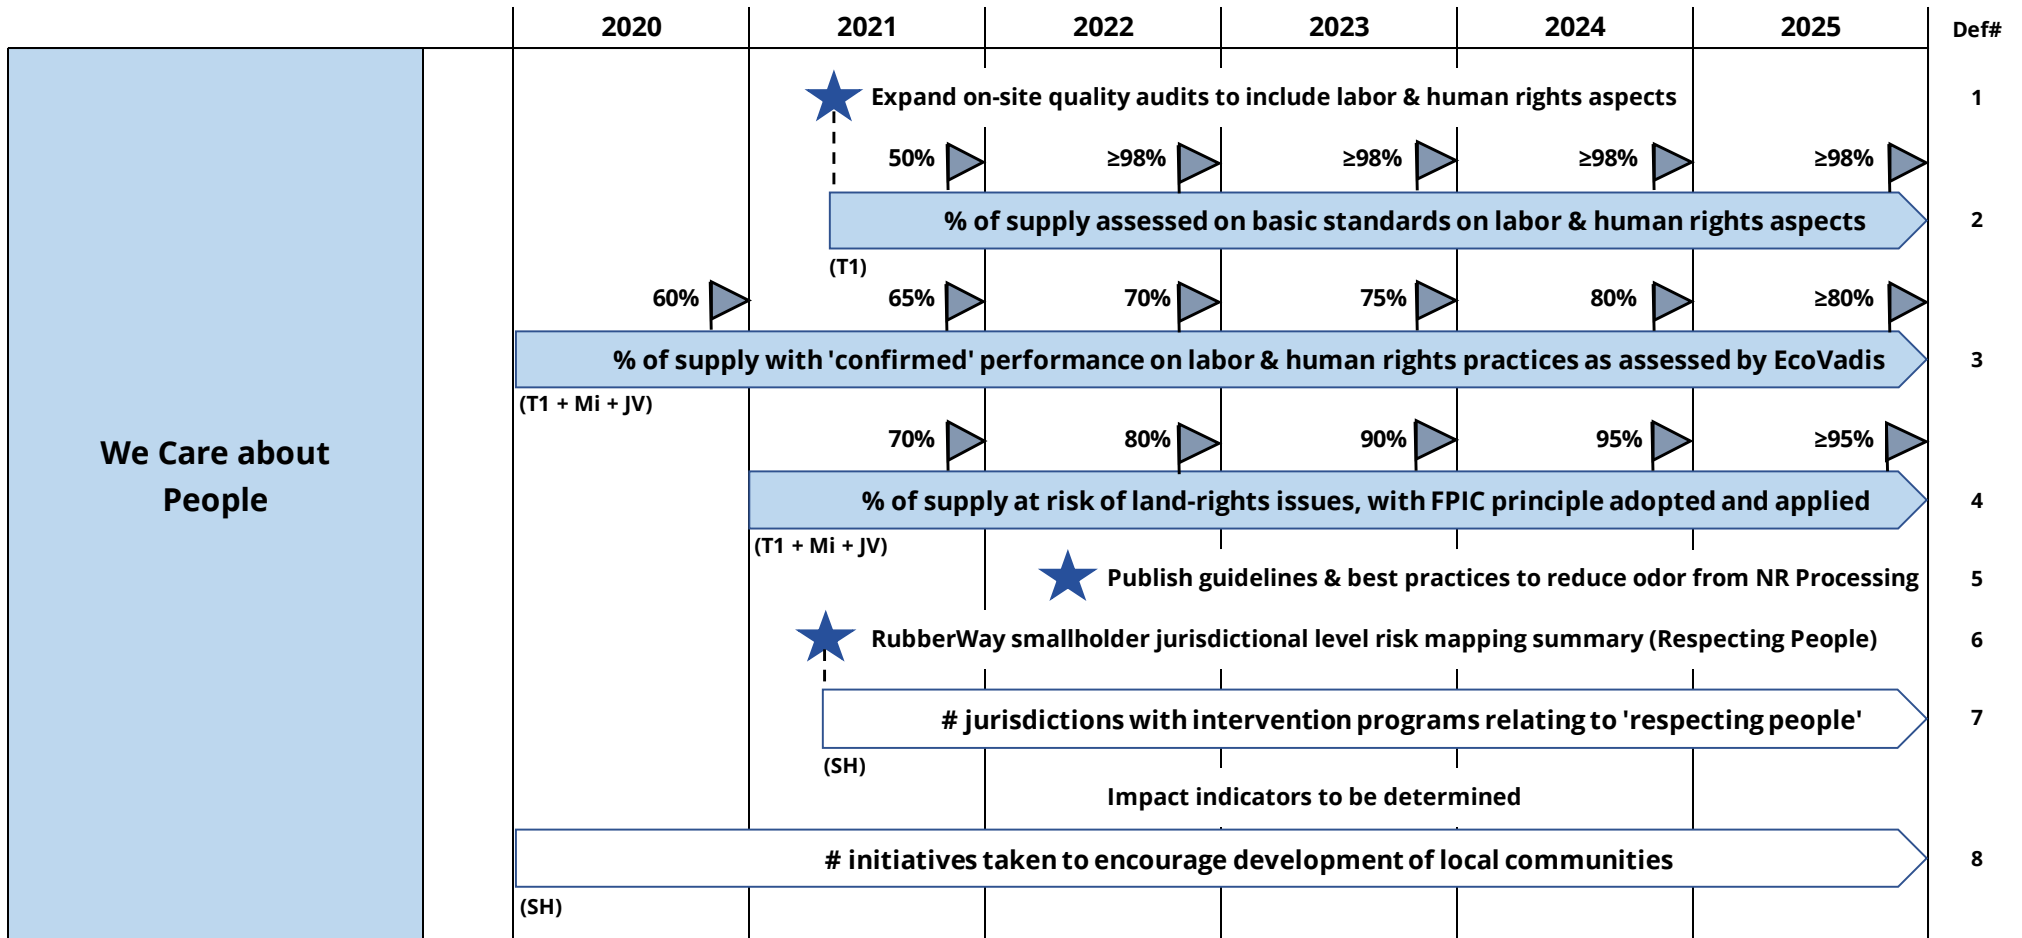 2020 2021 2022 2023 2024 2025 Def#
Expand on-site quality audits to include labor & human rights aspects 1
50% ≥98% ≥98% ≥98% ≥98%
% of supply assessed on basic standards on labor & human rights aspects 2
(T1)
60% 65% 70% 75% 80% ≥80%
% of supply with 'confirmed' performance on labor & human rights practices as assessed by EcoVadis 3
(T1 + Mi + JV)
70% 80% 90% 95% ≥95%
We Care about
People
% of supply at risk of land-rights issues, with FPIC principle adopted and applied 4
(T1 + Mi + JV)
Publish guidelines & best practices to reduce odor from NR Processing 5
RubberWay smallholder jurisdictional level risk mapping summary (Respecting People) 6
# jurisdictions with intervention programs relating to 'respecting people' 7
(SH)
Impact indicators to be determined
# initiatives taken to encourage development of local communities 8
(SH)